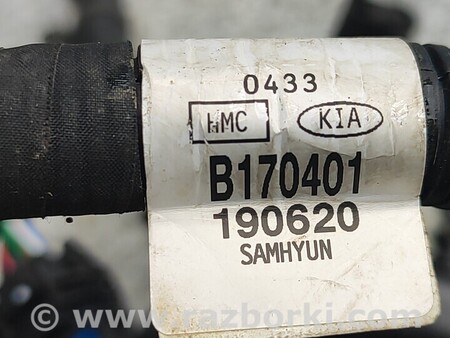 0433
HMC KIA
B170401
190620
SAMHYUN
© www.razborki.com